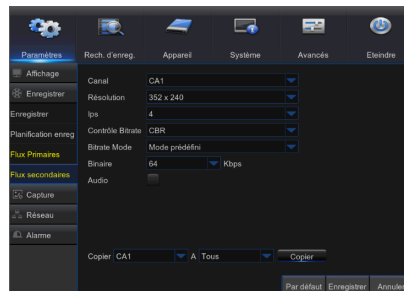 Paramètres Rech. d'enreg. Appareil Système Avancés Eteindre
Affichage
Enregistrer
Enregistrer
Planification enreg
Flux Primaires
Flux secondaires
Capture
Réseau
Alarme
Canal CA1
Résolution 352 x 240
Ips 4
Contrôle Bitrate CBR
Bitrate Mode Mode prédéfini
Binaire 64 Kbps
Audio
Copier CA1 A Tous Copier
Par défaut Enregistrer Annuler